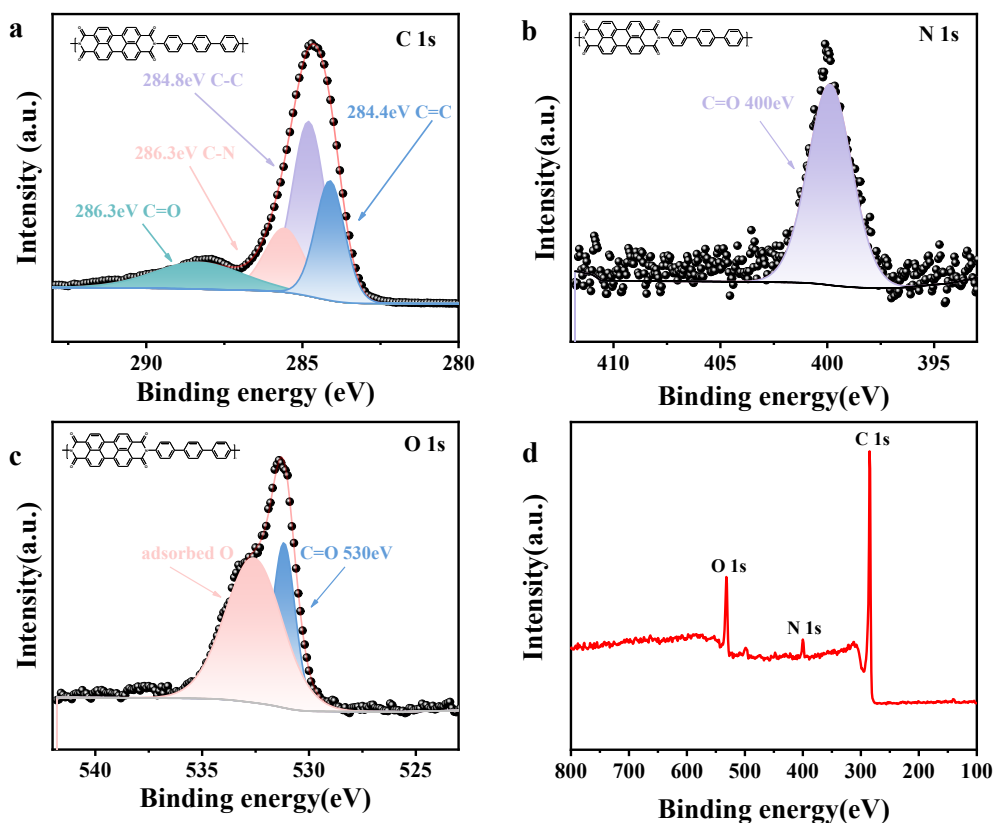 a
C 1s
284.8eV C-C
284.4eV C=C
286.3eV C-N
286.3eV C=O
Intensity (a.u.)
290
285
280
Binding energy (eV)
b
N 1s
C=O 400eV
Intensity(a.u.)
410
405
400
395
Binding energy(eV)
c
O 1s
adsorbed O
C=O 530eV
Intensity(a.u.)
540
535
530
525
Binding energy(eV)
d
C 1s
O 1s
N 1s
Intensity(a.u.)
800
700
600
500
400
300
200
100
Binding energy(eV)